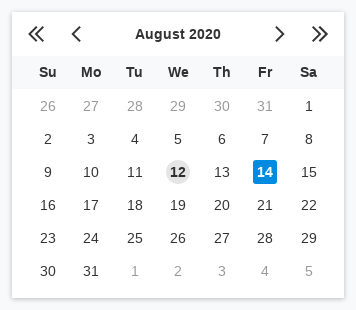 August 2020
Su Mo Tu We Th Fr Sa
26 27 28 29 30 31 1
2 3 4 5 6 7 8
9 10 11 12 13 14 15
16 17 18 19 20 21 22
23 24 25 26 27 28 29
30 31 1 2 3 4 5